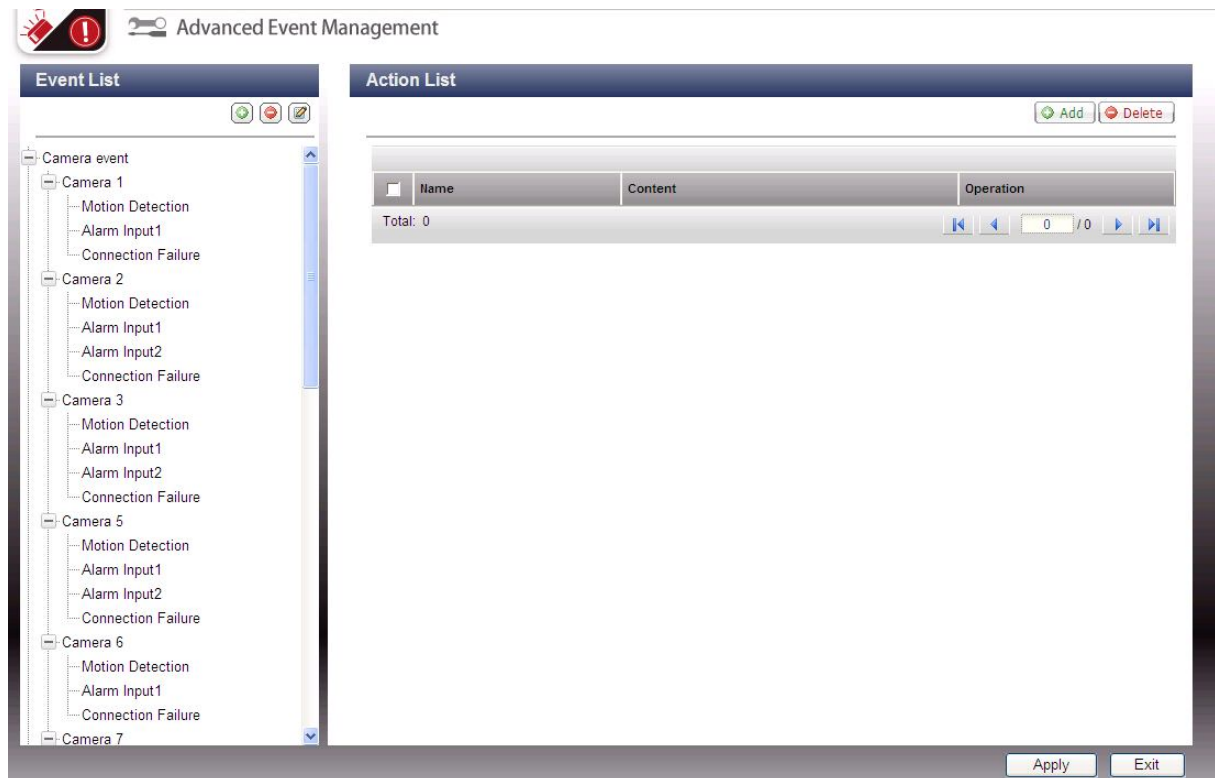 Advanced Event Management
Event List
Camera event
Camera 1
Motion Detection
Alarm Input1
Connection Failure
Camera 2
Motion Detection
Alarm Input1
Alarm Input2
Connection Failure
Camera 3
Motion Detection
Alarm Input1
Alarm Input2
Connection Failure
Camera 5
Motion Detection
Alarm Input1
Alarm Input2
Connection Failure
Camera 6
Motion Detection
Alarm Input1
Connection Failure
Camera 7
Action List
Add Delete
Name Content Operation
Total: 0 0 / 0
Apply Exit